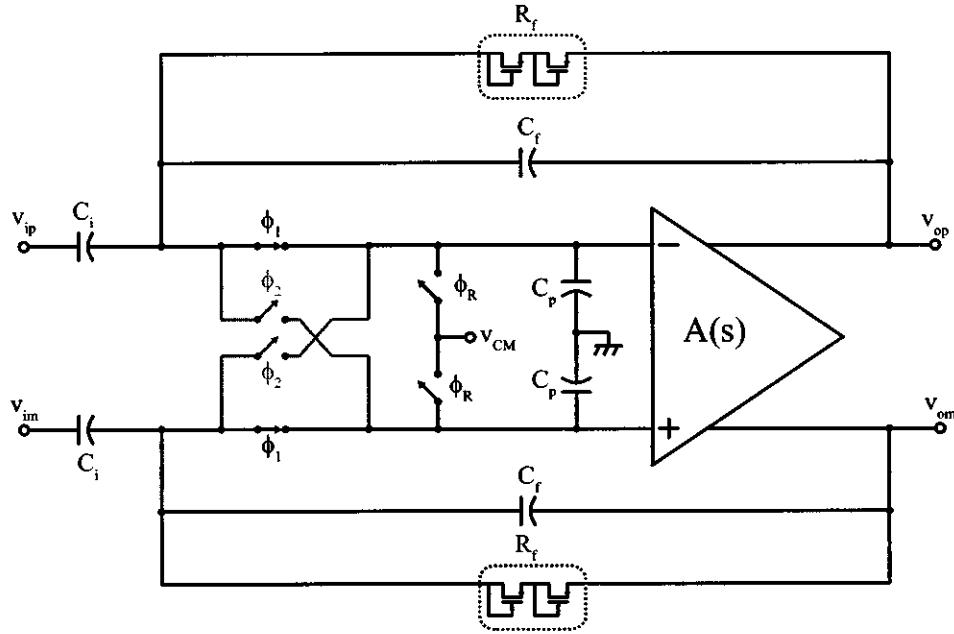 R_f
C_f
v_ip
C_i
ϕ_1
v_op
ϕ_2
ϕ_R
C_p
A(s)
v_CM
ϕ_2
ϕ_R
C_p
−
+
v_im
C_i
ϕ_1
v_om
C_f
R_f